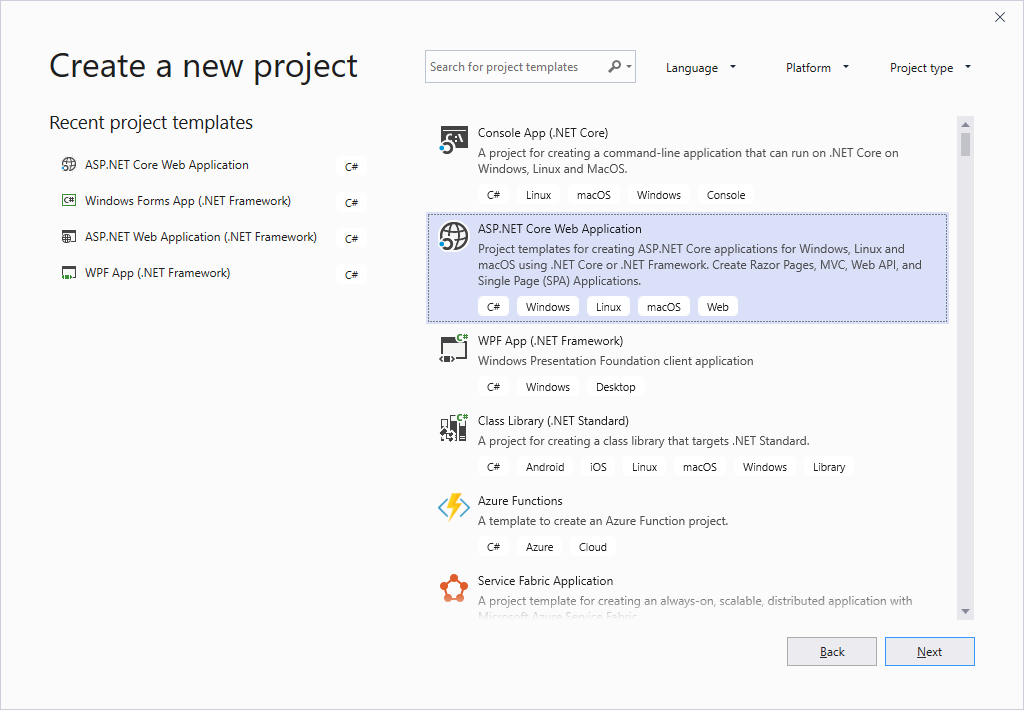 Create a new project
Search for project templates
Language
Platform
Project type
Recent project templates
ASP.NET Core Web Application C#
Windows Forms App (.NET Framework) C#
ASP.NET Web Application (.NET Framework) C#
WPF App (.NET Framework) C#
Console App (.NET Core)
A project for creating a command-line application that can run on .NET Core on
Windows, Linux and MacOS.
C# Linux macOS Windows Console
ASP.NET Core Web Application
Project templates for creating ASP.NET Core applications for Windows, Linux and
macOS using .NET Core or .NET Framework. Create Razor Pages, MVC, Web API, and
Single Page (SPA) Applications.
C# Windows Linux macOS Web
WPF App (.NET Framework)
Windows Presentation Foundation client application
C# Windows Desktop
Class Library (.NET Standard)
A project for creating a class library that targets .NET Standard.
C# Android iOS Linux macOS Windows Library
Azure Functions
A template to create an Azure Function project.
C# Azure Cloud
Service Fabric Application
A project template for creating an always-on, scalable, distributed application with
Microsoft Azure Service Fabric
Back
Next